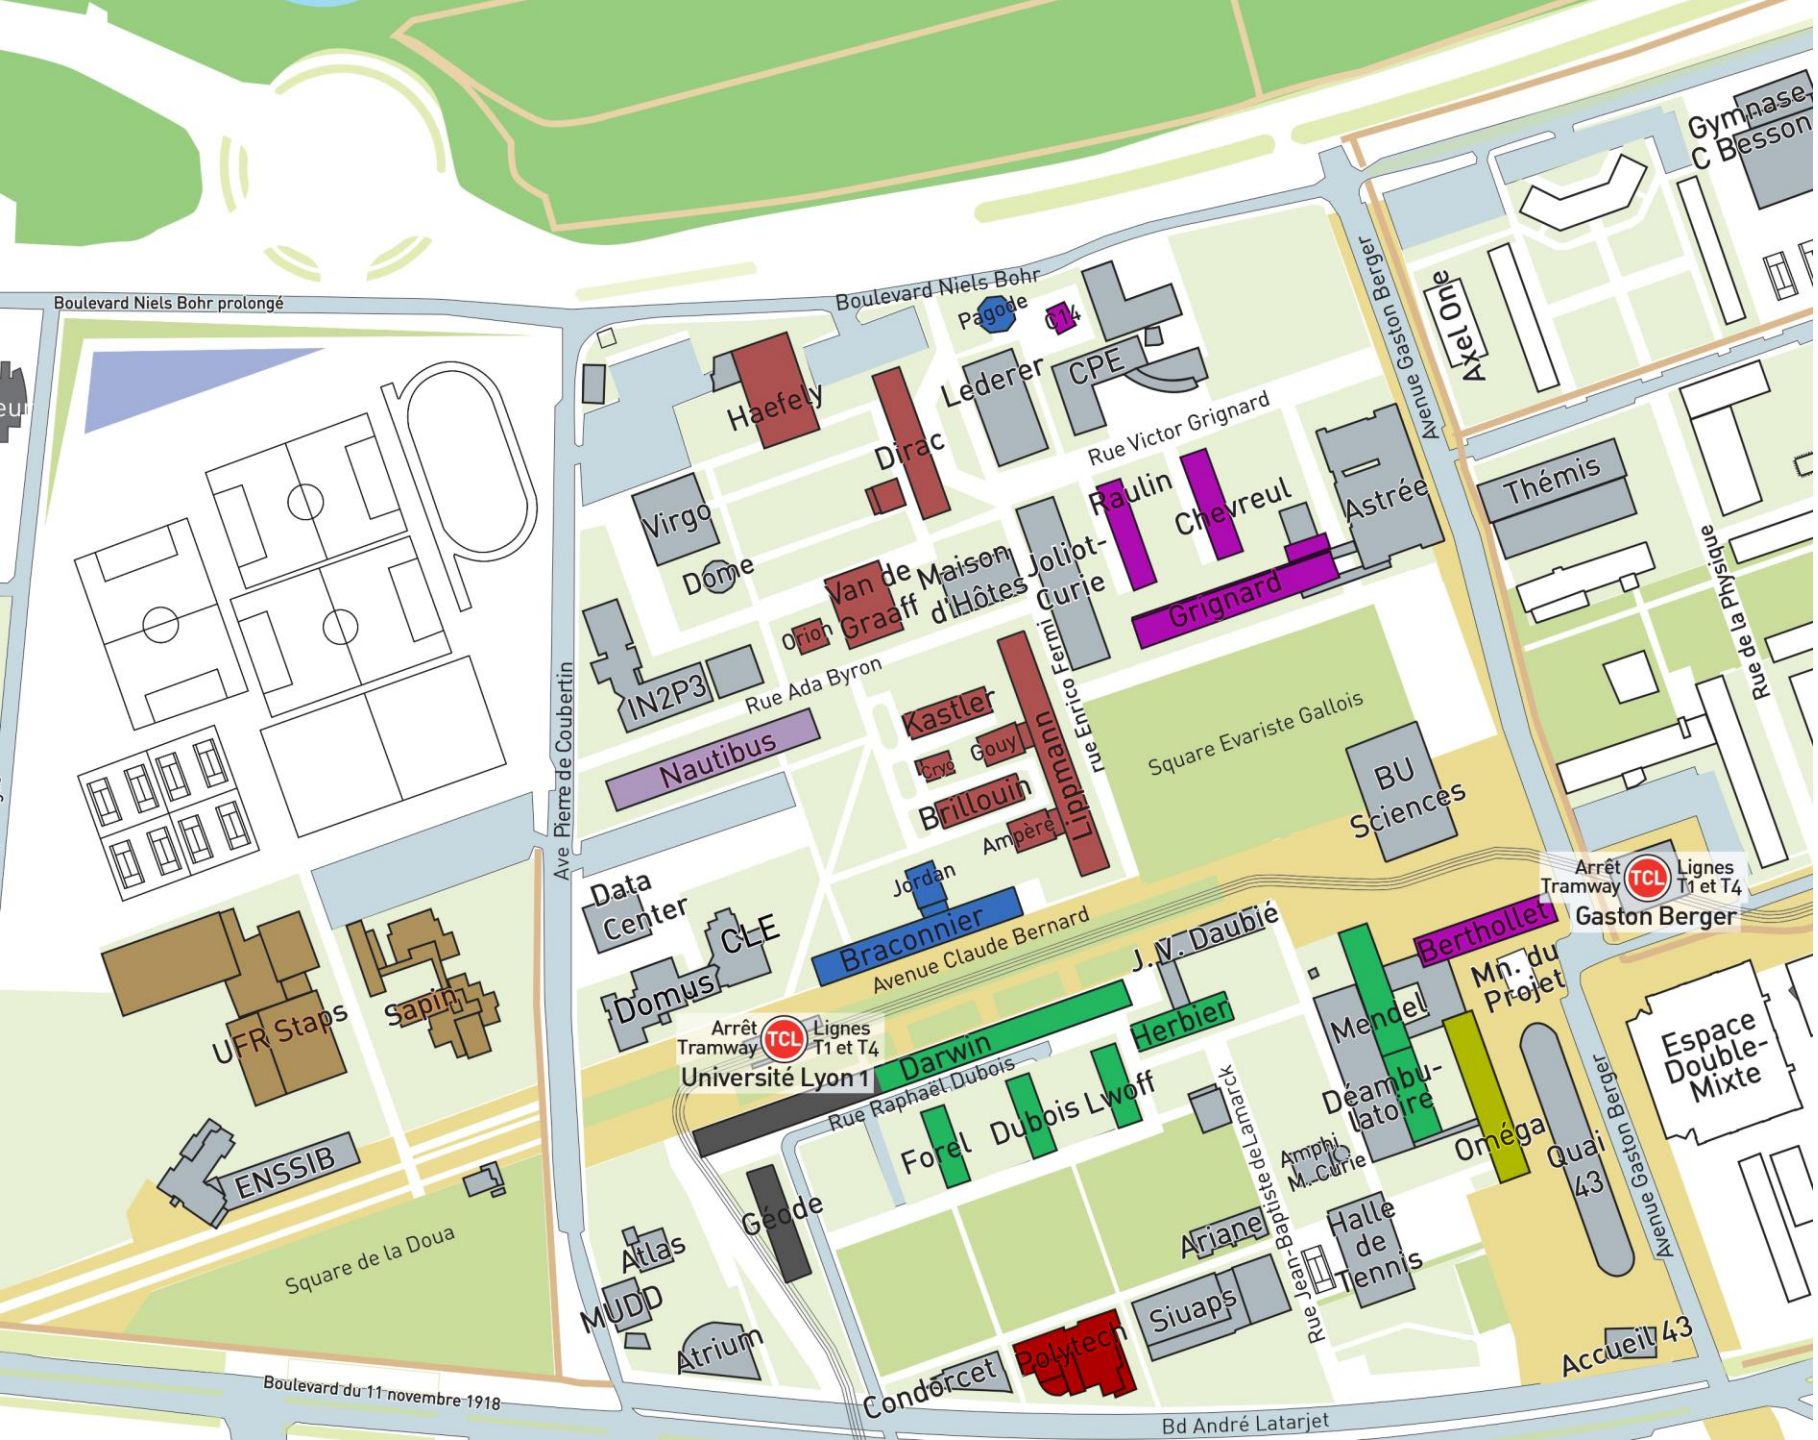 Gymnase
C Besson
Boulevard Niels Bohr prolongé
Boulevard Niels Bohr
Pagode
C14
Avenue Gaston Berger
Axel One
eur
Haefely
Lederer
CPE
Dirac
Rue Victor Grignard
Virgo
Raulin
Chevreul
Astrée
Thémis
Dome
Van de
Graaff
Maison
d'Hôtes
Joliot-
Curie
Orion
Grignard
Rue de la Physique
IN2P3
Rue Ada Byron
rue Enrico Fermi
Ave Pierre de Coubertin
Nautibus
Kastler
Gouy
Cryo
Lippmann
Brillouin
Ampère
Square Evariste Gallois
BU
Sciences
Jordan
Data
Center
CLE
Braconnier
Avenue Claude Bernard
J. V. Daubié
Arrêt
Tramway
TCL
Lignes
T1 et T4
Gaston Berger
Berthollet
Mn. du
Projet
Domus
UFR Staps
Sapin
Arrêt
Tramway
TCL
Lignes
T1 et T4
Université Lyon 1
Darwin
Herbier
Mendel
Espace
Double-
Mixte
Rue Raphaël Dubois
Forel
Dubois
Lwoff
Déambu-
latoire
Oméga
Quai
43
Avenue Gaston Berger
Rue Jean-Baptiste de Lamarck
Amphi
M. Curie
ENSSIB
Géode
Ariane
Halle
de
Tennis
Square de la Doua
Atlas
MUDD
Atrium
Siuaps
Polytech
Condorcet
Accueil 43
Boulevard du 11 novembre 1918
Bd André Latarjet